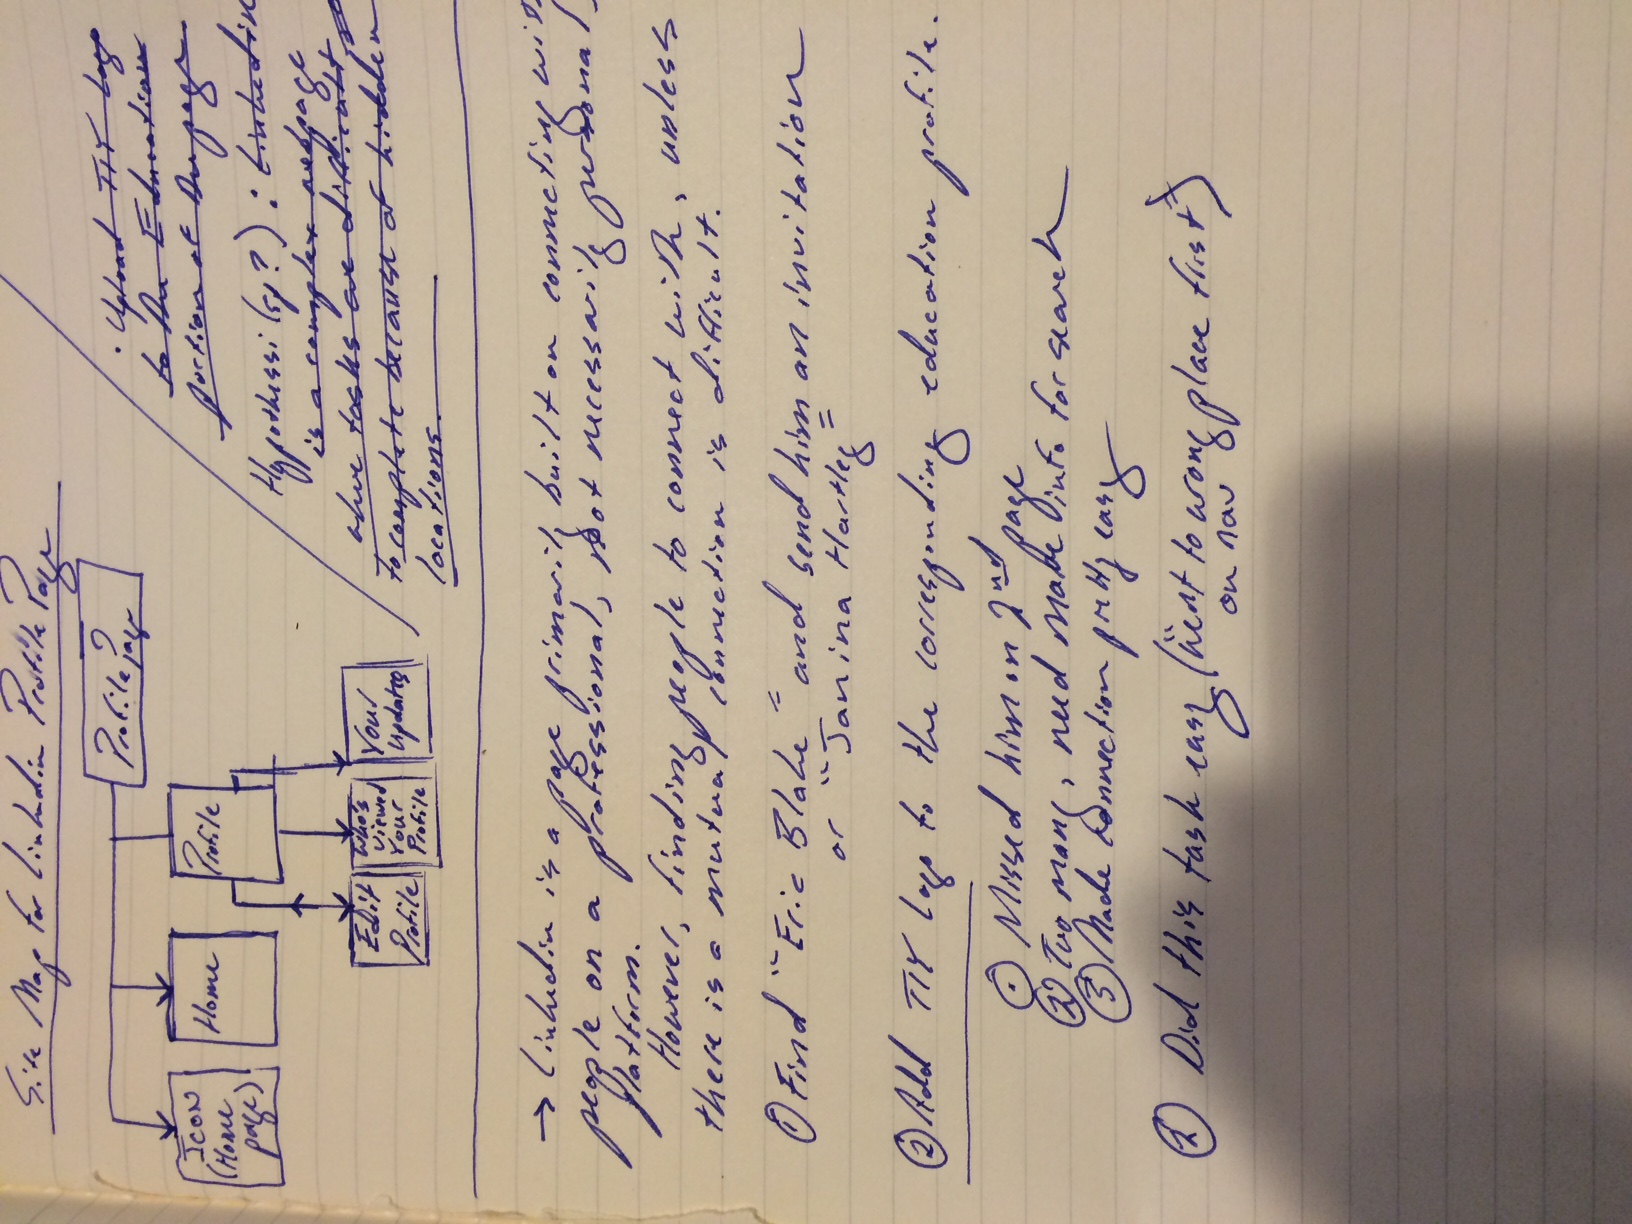 Site Map for Linkedin Profile Page
Profile Page
Icon
(Home
page)
Home
Profile
Edit
Profile
Who's
Viewed
Your
Profile
Your
Updates
· Upload TIY Logo
to the Education
portion of the page
Hypothessi (sp?) : Linkedin
is a complex webpage
where tasks are difficult
to complete because of hidden
locations.
→ Linkedin is a page primarily built on connecting with
people on a professional, not necessarily personal,
platform.
However, finding people to connect with, unless
there is a mutual connection is difficult.
① Find "Eric Blake" and send him an invitation
or "Janina Hartley"
② Add TIY Logo to the corresponding education profile.
① Missed him on 2nd page
② Too many, need more info for search
③ Made connection pretty easy
② Did this task easy ("Went to wrong place first")
on nav